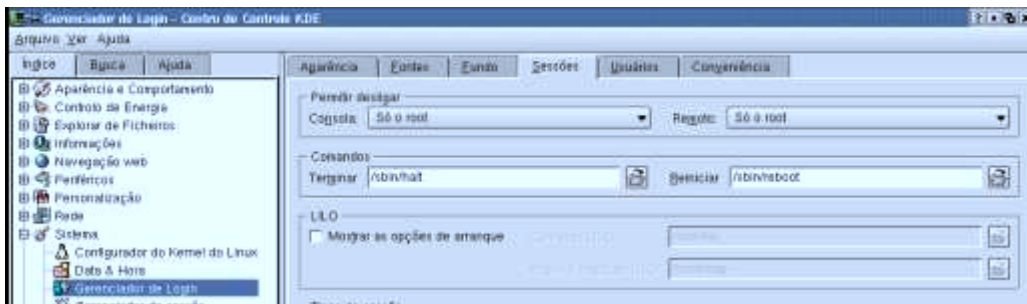 Gerenciador de Login - Centro de Controle KDE
Arquivo Ver Ajuda
Índice Busca Ajuda
Aparência Fontes Fundo Sessões Usuários Conveniência
Aparência e Comportamento
Controlo de Energia
Explorar de Ficheiros
Informações
Navegação web
Periféricos
Personalização
Rede
Sistema
Configurador do Kernel do Linux
Data & Hora
Gerenciador de Login
Permitir desligar
Consola: Só o root Remoto: Só o root
Comandos
Terminar /sbin/halt Reiniciar /sbin/reboot
LILO
Mostrar as opções de arranque